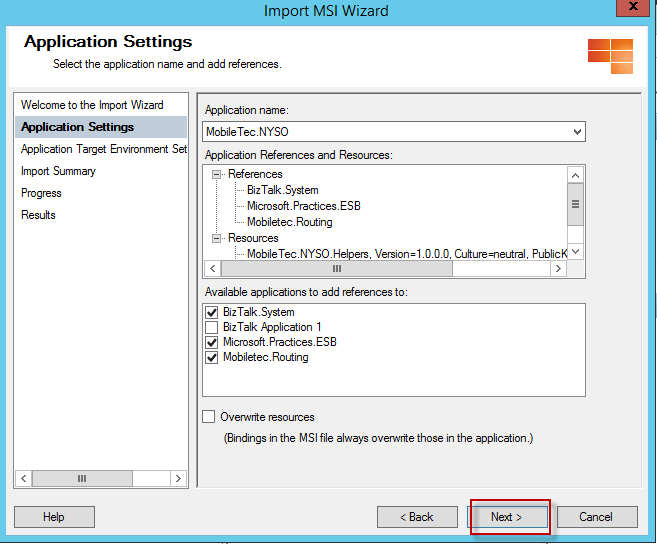 Import MSI Wizard
x
Application Settings
Select the application name and add references.
Welcome to the Import Wizard
Application Settings
Application Target Environment Set
Import Summary
Progress
Results
Application name:
MobileTec.NYSO
Application References and Resources:
References
BizTalk.System
Microsoft.Practices.ESB
Mobiletec.Routing
Resources
MobileTec.NYSO.Helpers, Version=1.0.0.0, Culture=neutral, PublicK
Available applications to add references to:
BizTalk.System
BizTalk Application 1
Microsoft.Practices.ESB
Mobiletec.Routing
Overwrite resources
(Bindings in the MSI file always overwrite those in the application.)
Help
< Back
Next >
Cancel